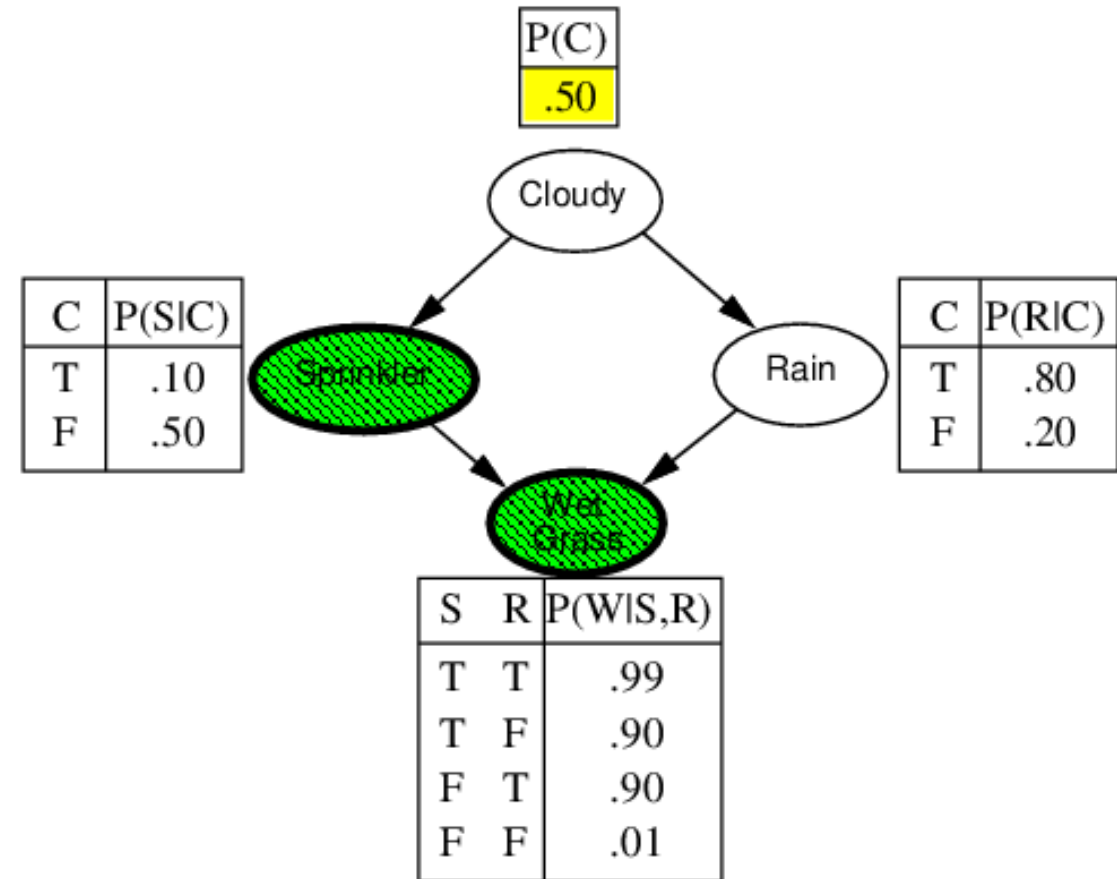 P(C)
.50
Cloudy
C P(S|C)
T .10
F .50
Sprinkler
Rain
C P(R|C)
T .80
F .20
Wet
Grass
S R P(W|S,R)
T T .99
T F .90
F T .90
F F .01